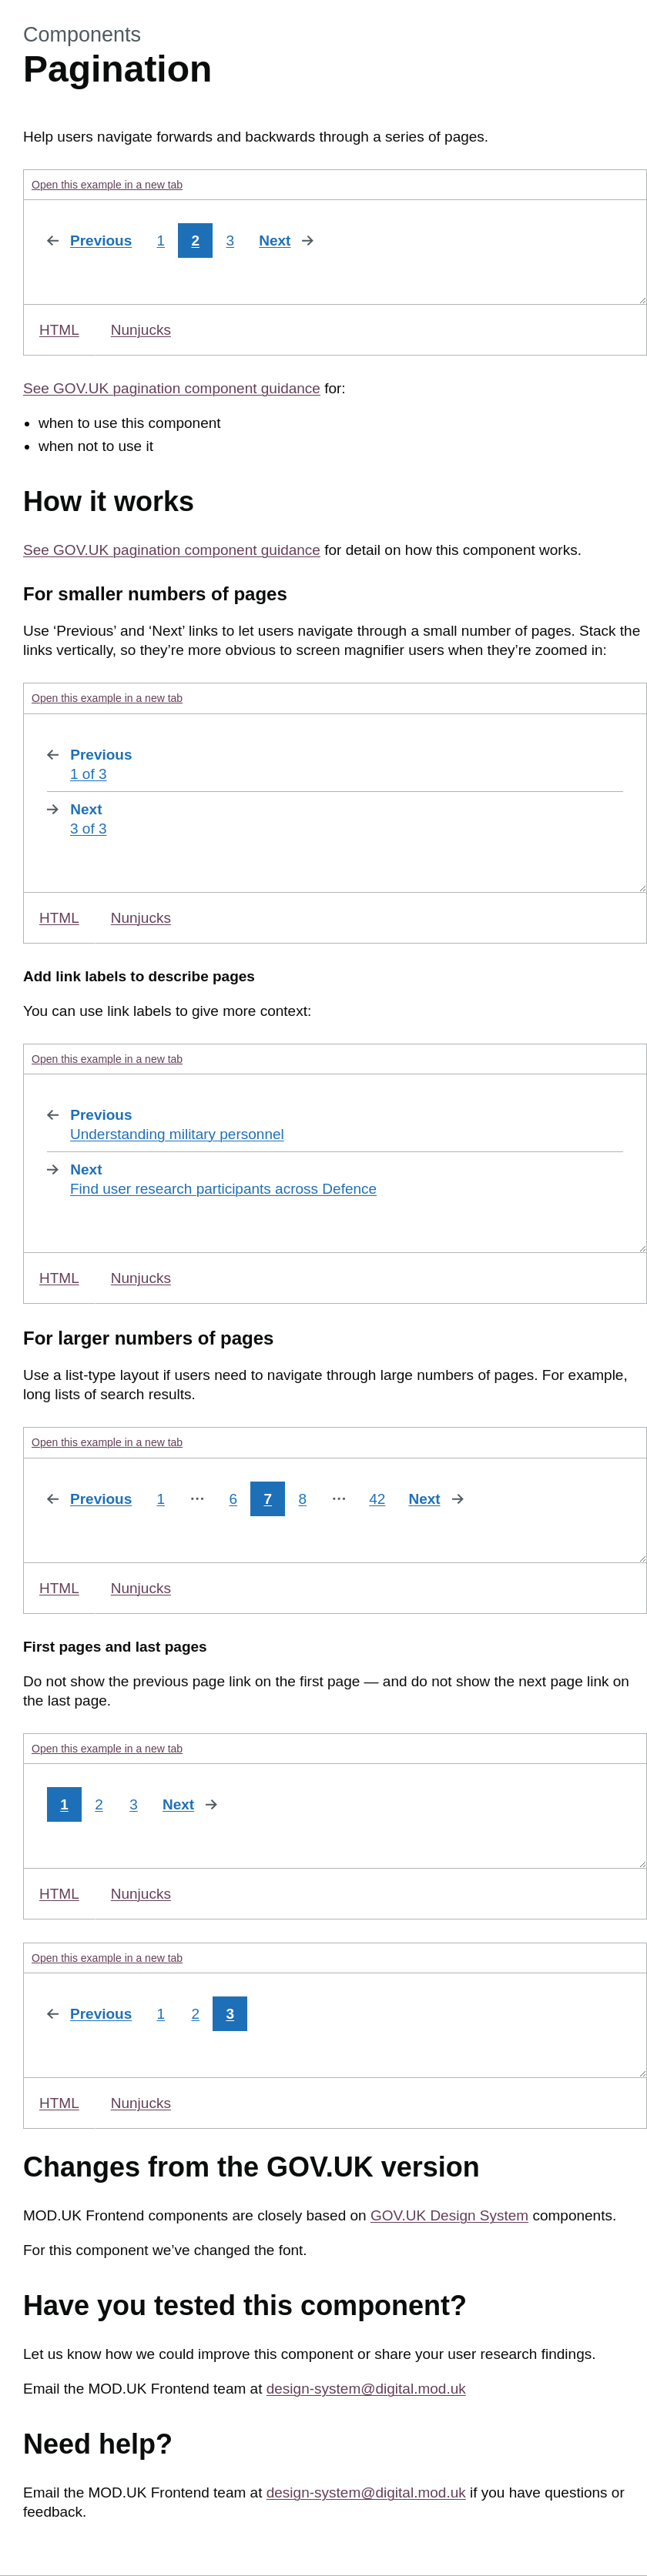 Components
Pagination
Help users navigate forwards and backwards through a series of pages.
Open this example in a new tab
Previous 1 2 3 Next
HTML Nunjucks
See GOV.UK pagination component guidance for:
• when to use this component
• when not to use it
How it works
See GOV.UK pagination component guidance for detail on how this component works.
For smaller numbers of pages
Use ‘Previous’ and ‘Next’ links to let users navigate through a small number of pages. Stack the
links vertically, so they’re more obvious to screen magnifier users when they’re zoomed in:
Open this example in a new tab
Previous
1 of 3
Next
3 of 3
HTML Nunjucks
Add link labels to describe pages
You can use link labels to give more context:
Open this example in a new tab
Previous
Understanding military personnel
Next
Find user research participants across Defence
HTML Nunjucks
For larger numbers of pages
Use a list-type layout if users need to navigate through large numbers of pages. For example,
long lists of search results.
Open this example in a new tab
Previous 1 ⋯ 6 7 8 ⋯ 42 Next
HTML Nunjucks
First pages and last pages
Do not show the previous page link on the first page — and do not show the next page link on
the last page.
Open this example in a new tab
1 2 3 Next
HTML Nunjucks
Open this example in a new tab
Previous 1 2 3
HTML Nunjucks
Changes from the GOV.UK version
MOD.UK Frontend components are closely based on GOV.UK Design System components.
For this component we’ve changed the font.
Have you tested this component?
Let us know how we could improve this component or share your user research findings.
Email the MOD.UK Frontend team at design-system@digital.mod.uk
Need help?
Email the MOD.UK Frontend team at design-system@digital.mod.uk if you have questions or
feedback.